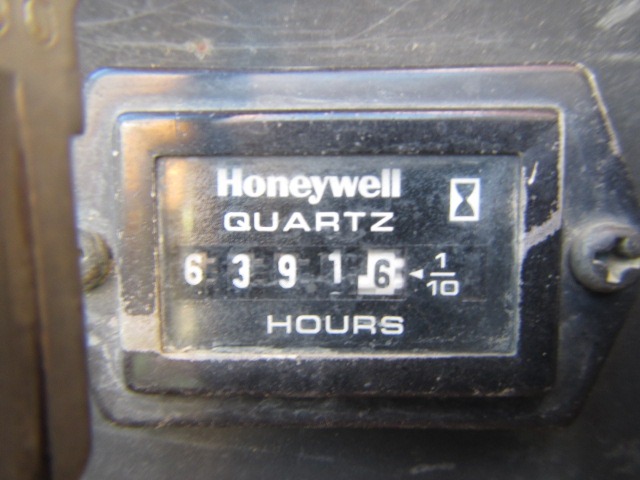 Honeywell
QUARTZ
6 3 9 1 6 ◄ 1/10
HOURS